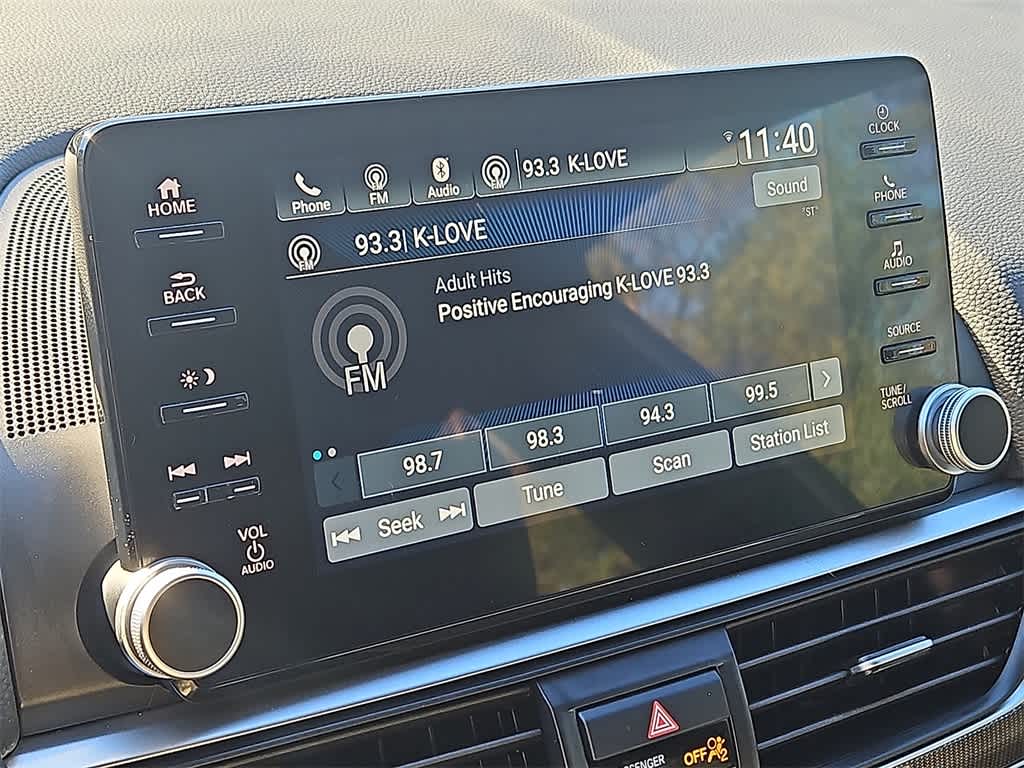 HOME
BACK
VOL
AUDIO
Phone
FM
Audio
FM
93.3 K-LOVE
11:40
Sound
"ST"
FM
93.3| K-LOVE
Adult Hits
Positive Encouraging K-LOVE 93.3
FM
98.7
98.3
94.3
99.5
Seek
Tune
Scan
Station List
CLOCK
PHONE
AUDIO
SOURCE
TUNE/
SCROLL
OFF
2